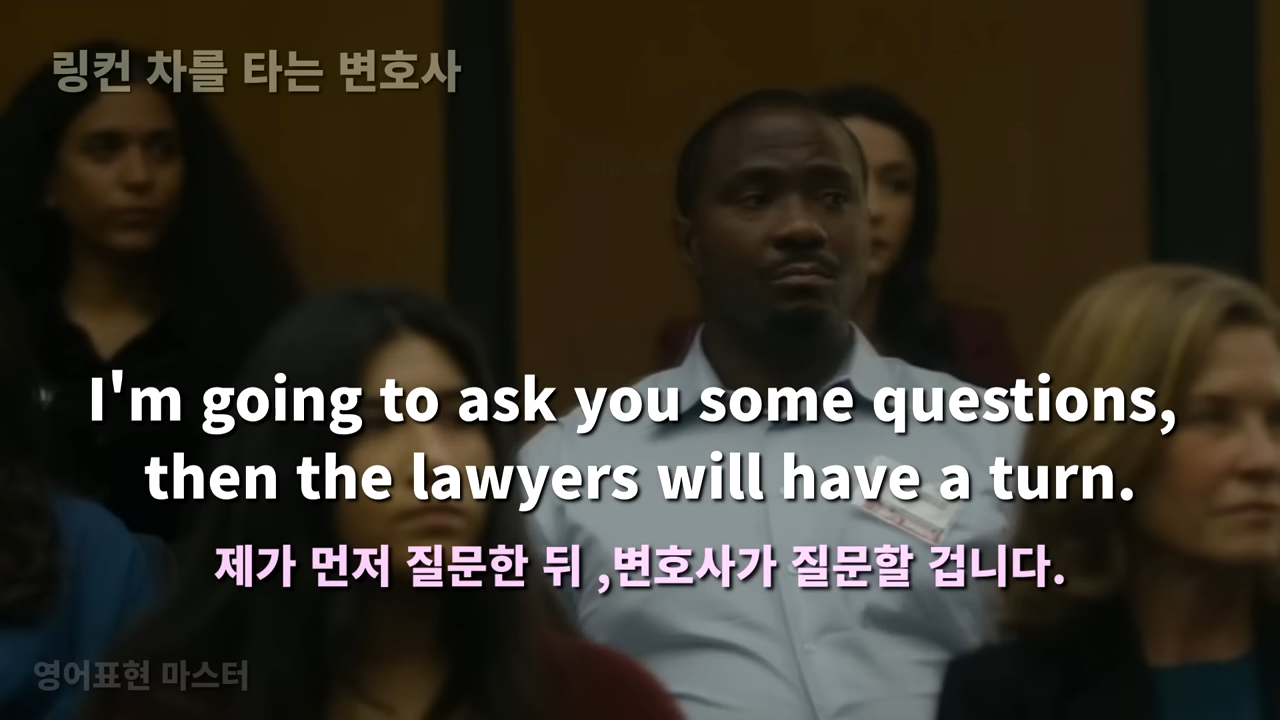 링컨 차를 타는 변호사
I'm going to ask you some questions,
then the lawyers will have a turn.
제가 먼저 질문한 뒤 ,변호사가 질문할 겁니다.
영어표현 마스터